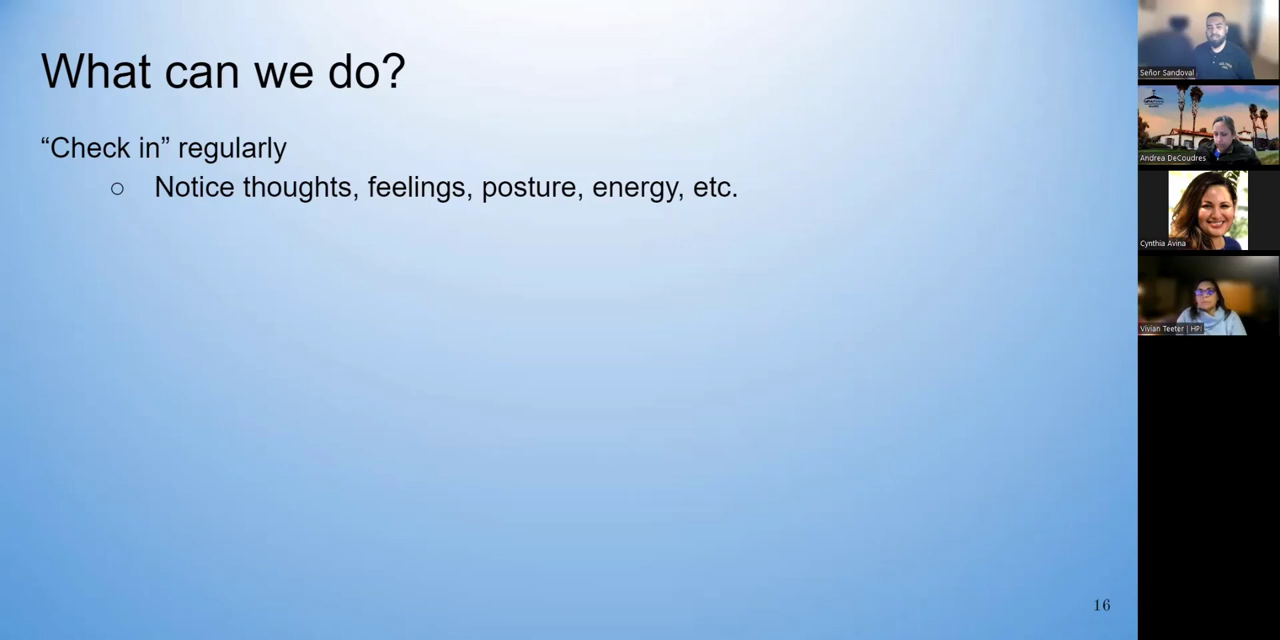 What can we do?
“Check in” regularly
○ Notice thoughts, feelings, posture, energy, etc.
16
Señor Sandoval
Andrea DeCoudres
Cynthia Avina
Vivian Teeter | HPI